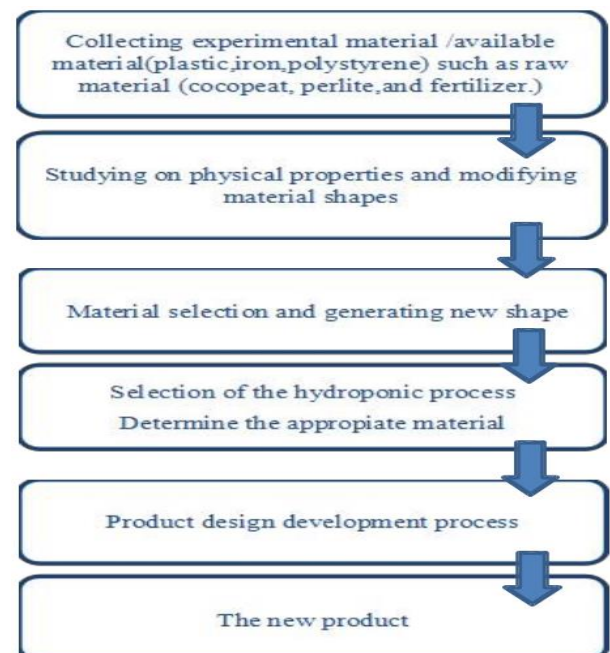 Collecting experimental material /available
material(plastic,iron,polystyrene) such as raw
material (cocopeat, perlite,and fertilizer.)
Studying on physical properties and modifying
material shapes
Material selection and generating new shape
Selection of the hydroponic process
Determine the appropiate material
Product design development process
The new product